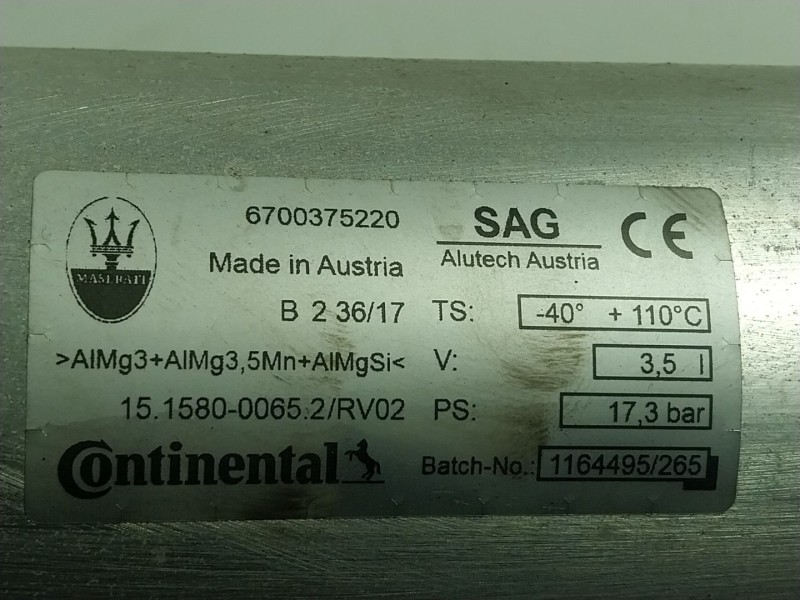 6700375220
SAG
CE
MASERATI
Made in Austria
Alutech Austria
B 2 36/17
TS: -40° + 110°C
>AlMg3+AlMg3,5Mn+AlMgSi<
V: 3,5 l
15.1580-0065.2/RV02
PS: 17,3 bar
Continental
Batch-No.: 1164495/265